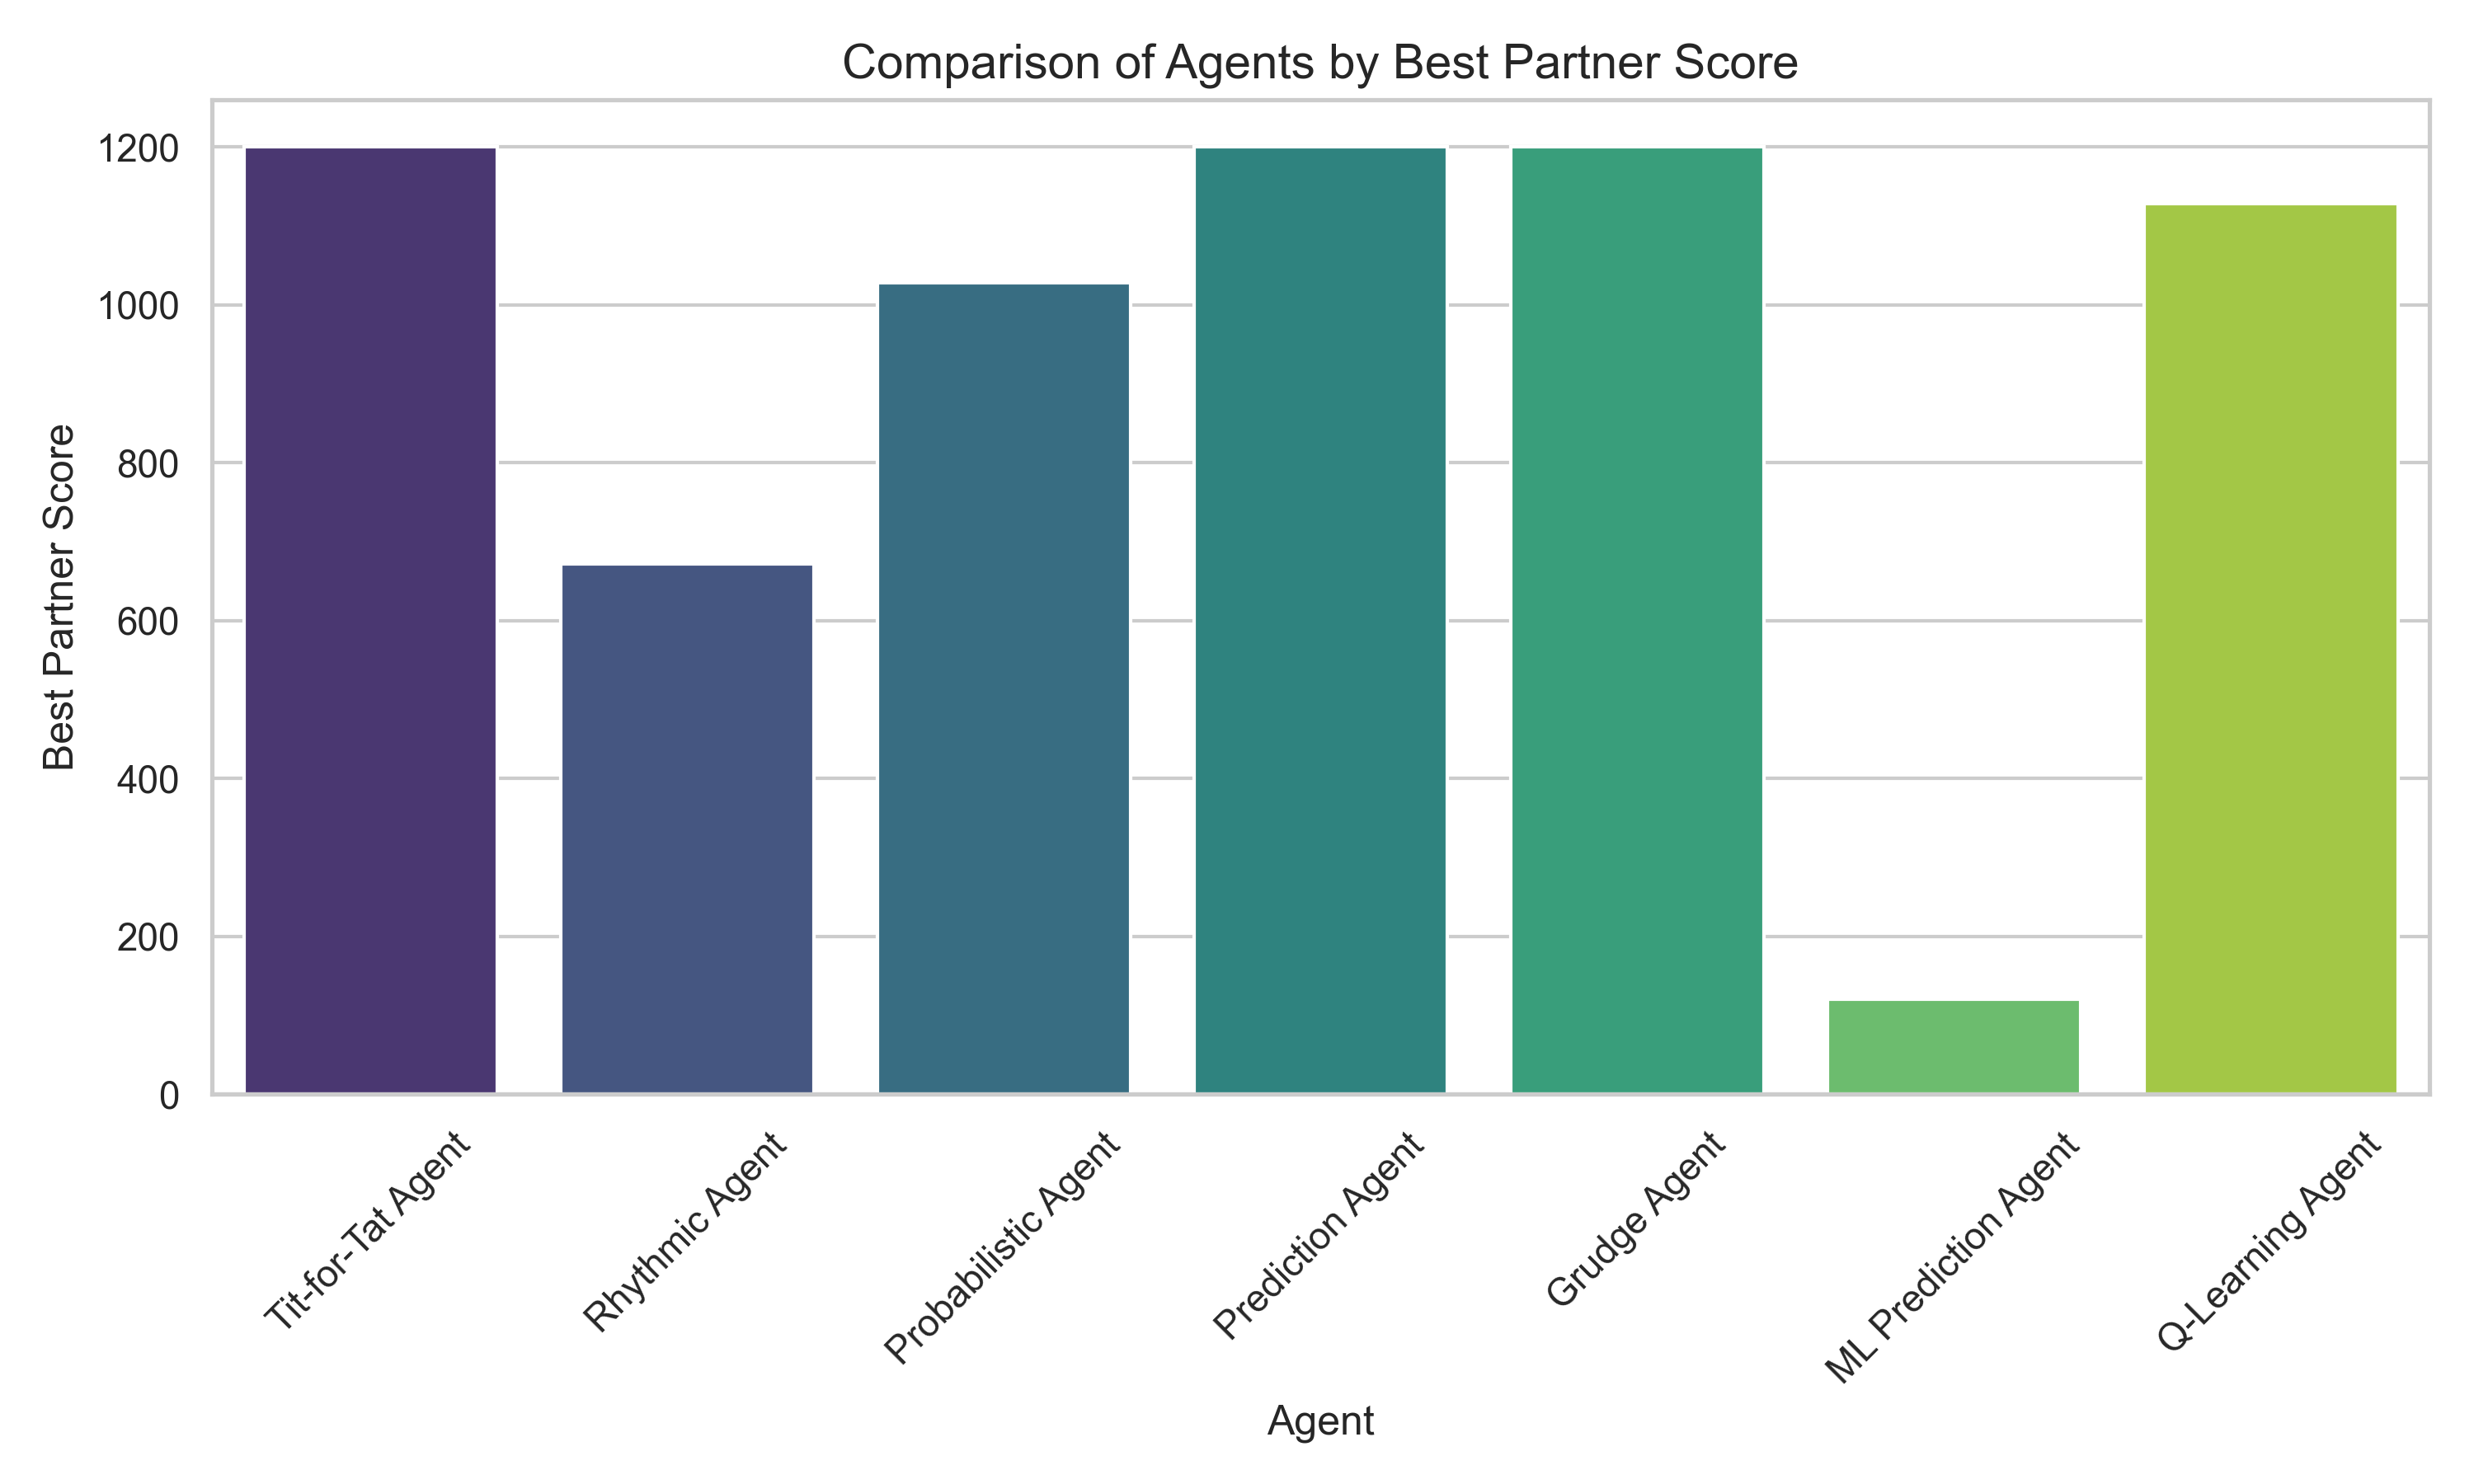 Comparison of Agents by Best Partner Score
Best Partner Score
1200
1000
800
600
400
200
0
Tit-for-Tat Agent
Rhythmic Agent
Probabilistic Agent
Prediction Agent
Grudge Agent
ML Prediction Agent
Q-Learning Agent
Agent